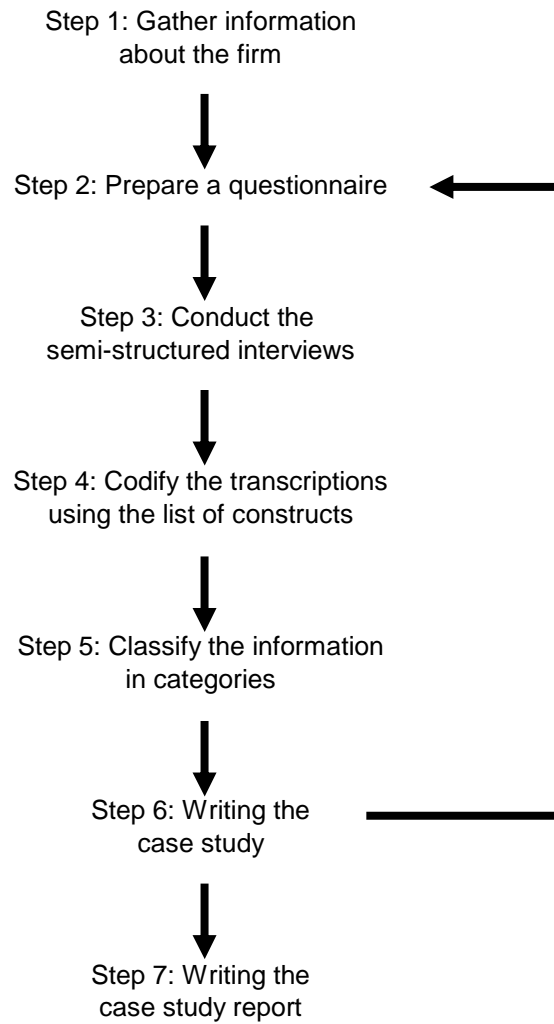 Step 1: Gather information
about the firm
Step 2: Prepare a questionnaire
Step 3: Conduct the
semi-structured interviews
Step 4: Codify the transcriptions
using the list of constructs
Step 5: Classify the information
in categories
Step 6: Writing the
case study
Step 7: Writing the
case study report